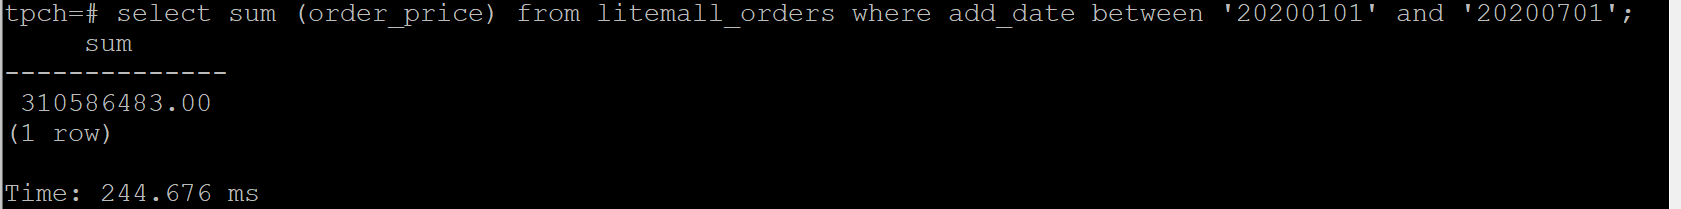 tpch=# select sum (order_price) from litemall_orders where add_date between '20200101' and '20200701';
sum
--------------
310586483.00
(1 row)
Time: 244.676 ms